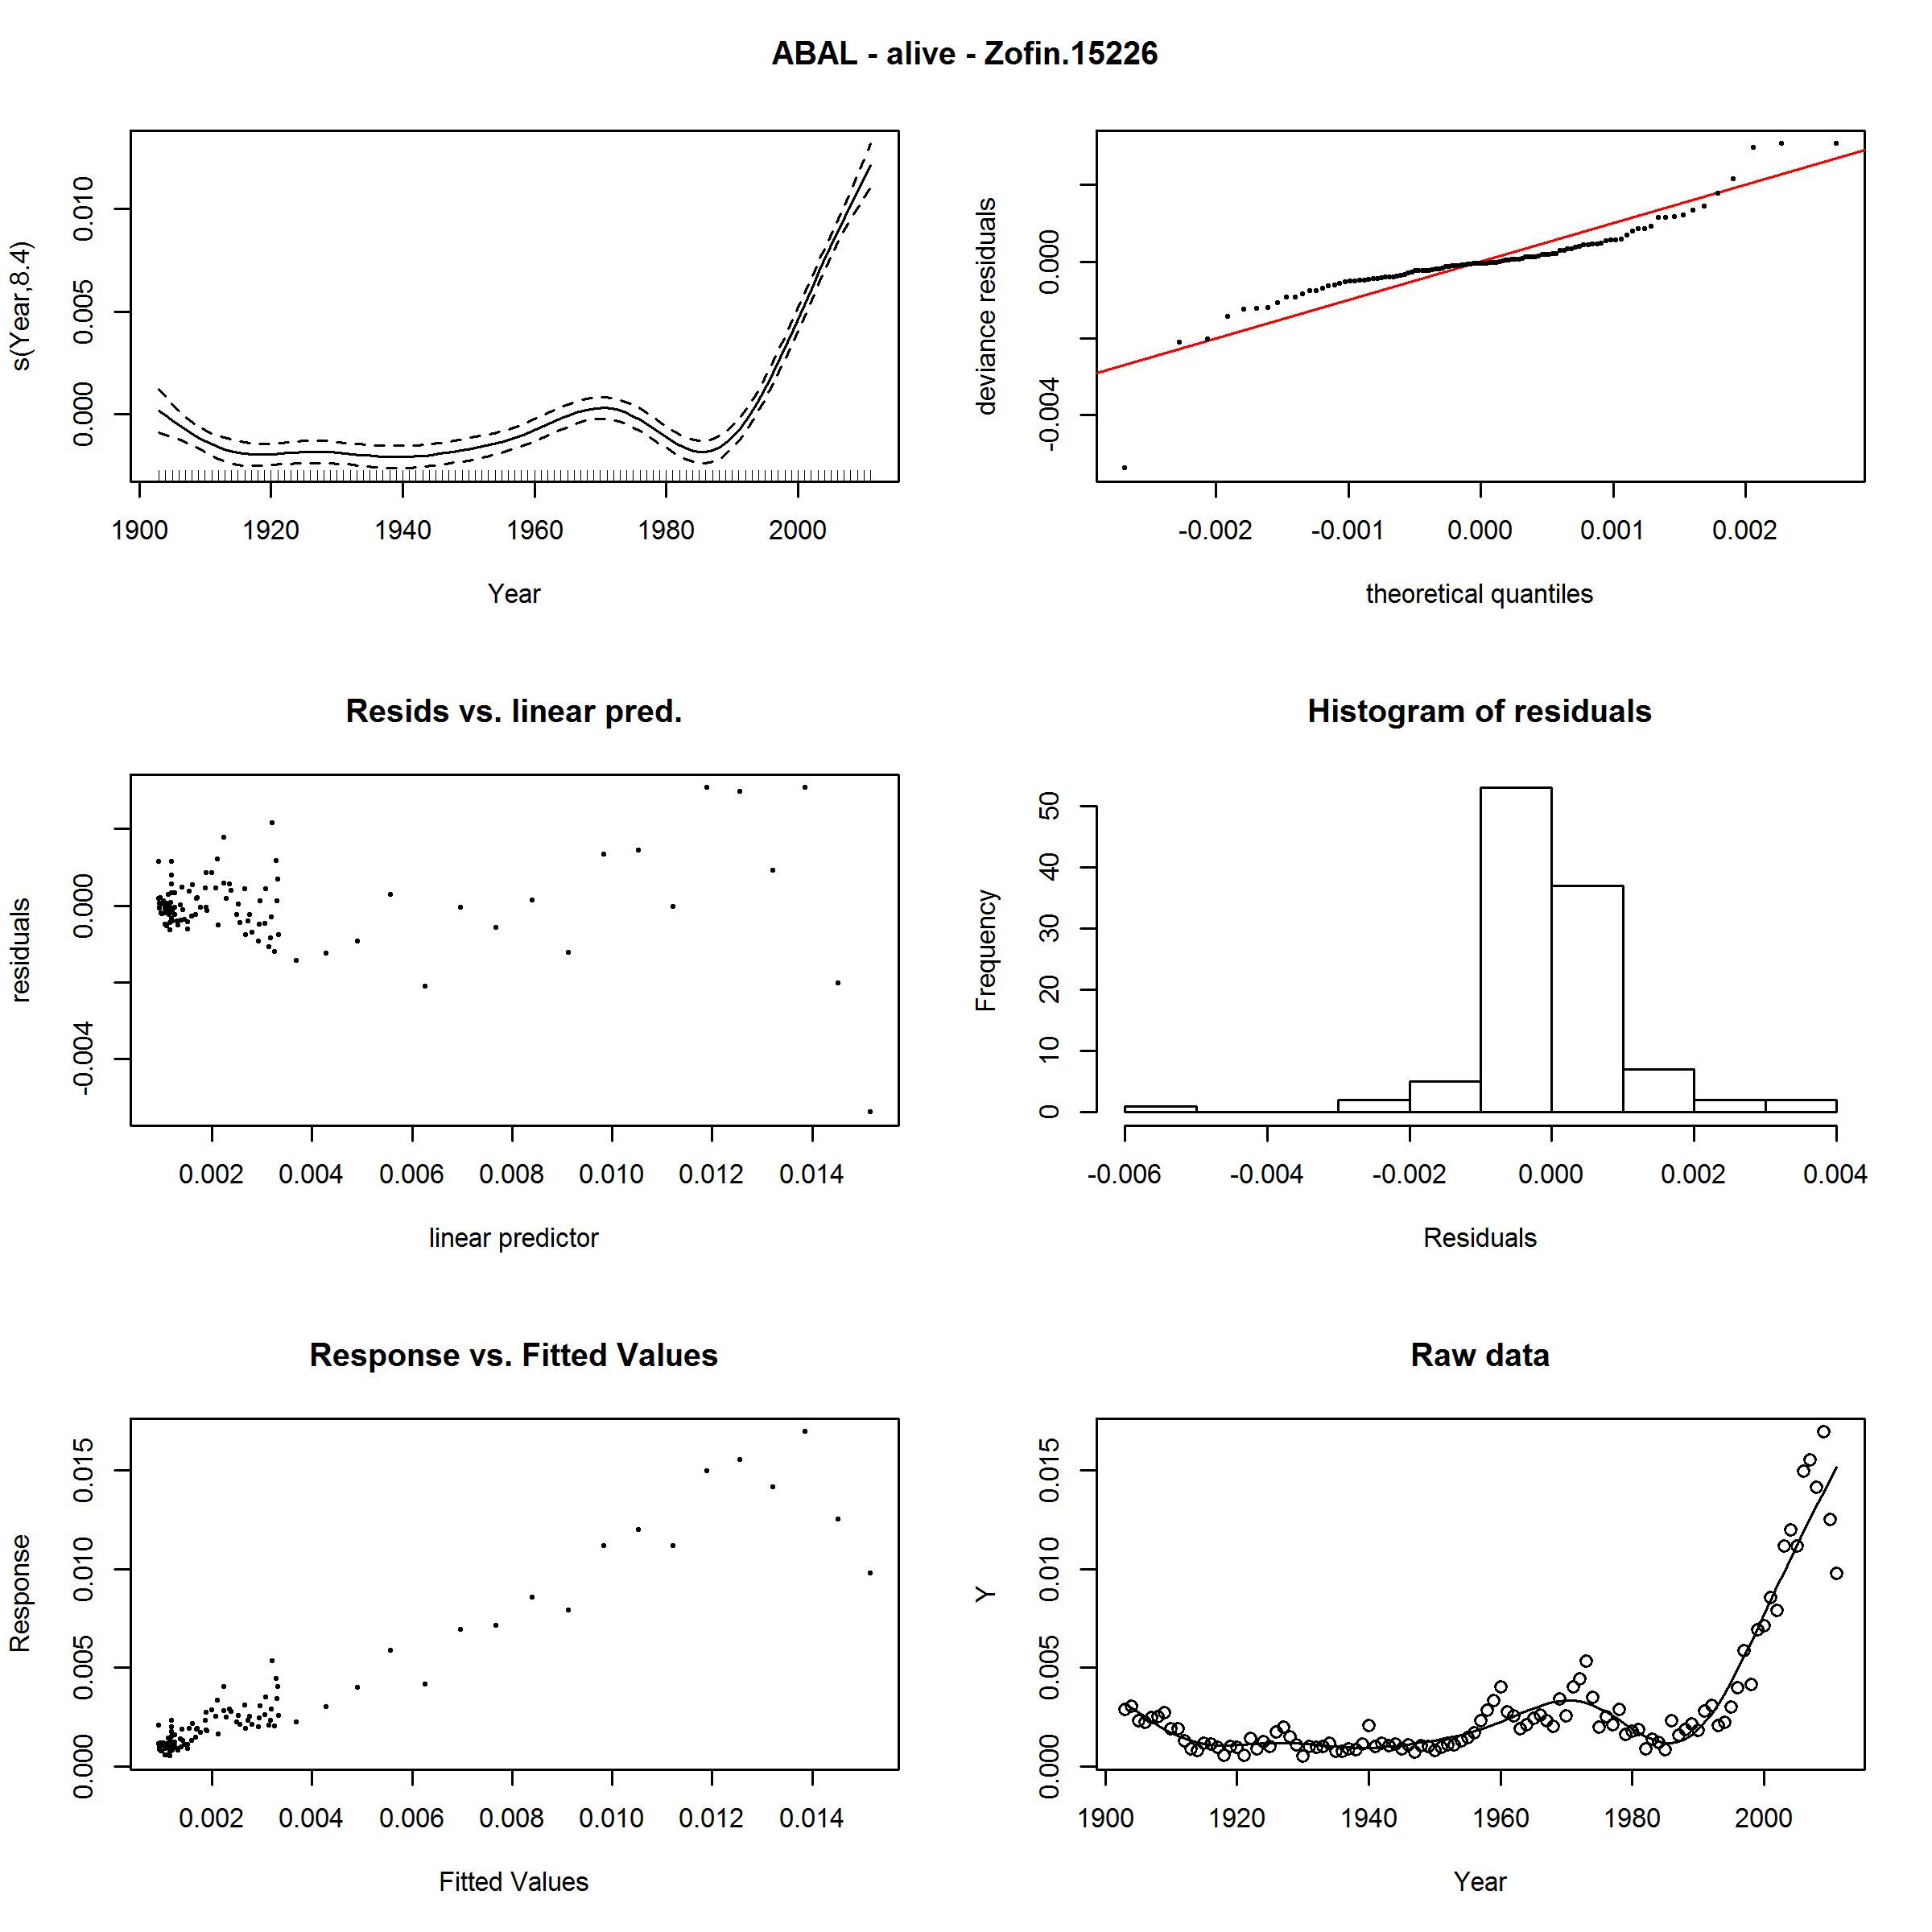 ABAL - alive - Zofin.15226
s(Year,8.4)
0.000 0.005 0.010
1900 1920 1940 1960 1980 2000
Year
deviance residuals
-0.004 0.000
-0.002 -0.001 0.000 0.001 0.002
theoretical quantiles
Resids vs. linear pred.
residuals
-0.004 0.000
0.002 0.004 0.006 0.008 0.010 0.012 0.014
linear predictor
Histogram of residuals
Frequency
0 10 20 30 40 50
-0.006 -0.004 -0.002 0.000 0.002 0.004
Residuals
Response vs. Fitted Values
Response
0.000 0.005 0.010 0.015
0.002 0.004 0.006 0.008 0.010 0.012 0.014
Fitted Values
Raw data
Y
0.000 0.005 0.010 0.015
1900 1920 1940 1960 1980 2000
Year